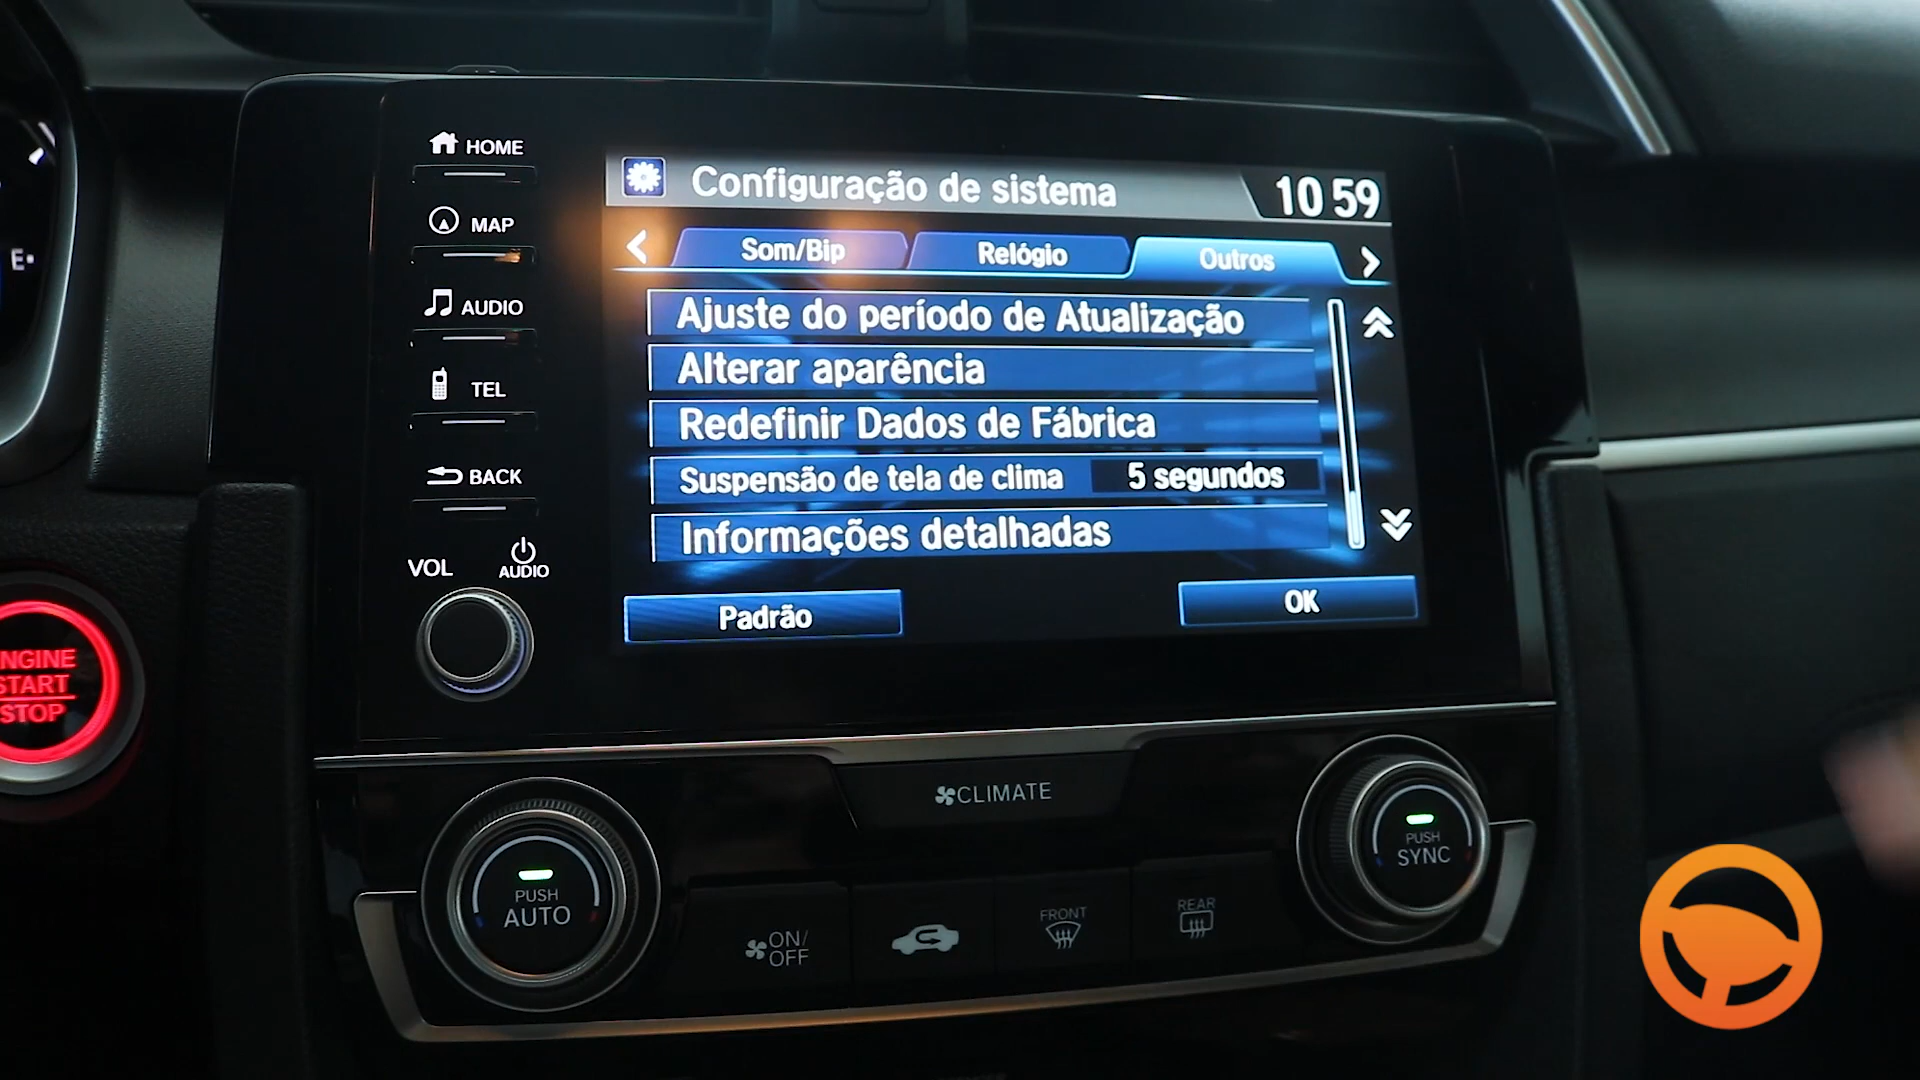 HOME
MAP
AUDIO
TEL
BACK
VOL
AUDIO
Configuração de sistema
10 59
Som/Bip
Relógio
Outros
Ajuste do período de Atualização
Alterar aparência
Redefinir Dados de Fábrica
Suspensão de tela de clima 5 segundos
Informações detalhadas
Padrão
OK
E
NGINE
START
STOP
CLIMATE
PUSH
AUTO
ON/
OFF
FRONT
REAR
PUSH
SYNC